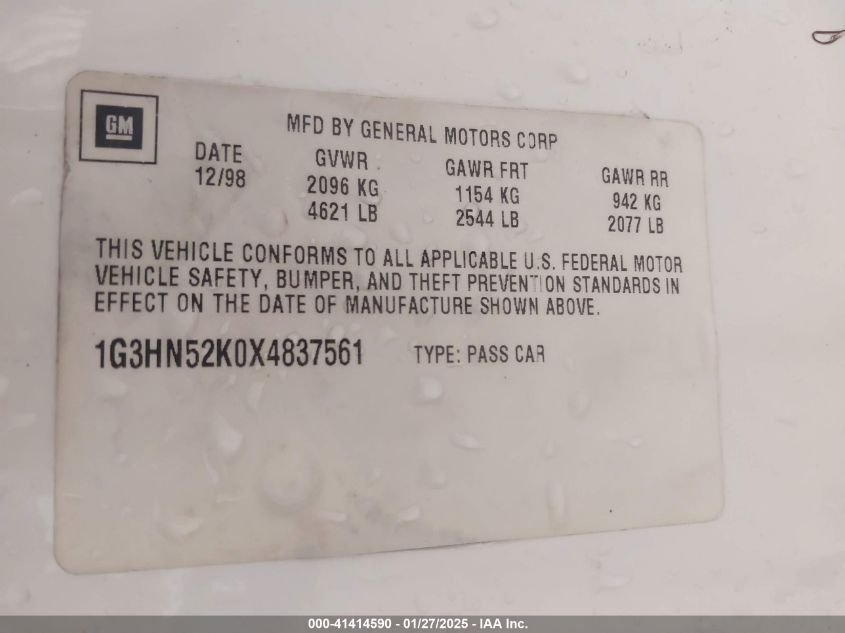 GM
MFD BY GENERAL MOTORS CORP
DATE GVWR GAWR FRT GAWR RR
12/98 2096 KG 1154 KG 942 KG
4621 LB 2544 LB 2077 LB
THIS VEHICLE CONFORMS TO ALL APPLICABLE U.S. FEDERAL MOTOR
VEHICLE SAFETY, BUMPER, AND THEFT PREVENTION STANDARDS IN
EFFECT ON THE DATE OF MANUFACTURE SHOWN ABOVE.
1G3HN52K0X4837561 TYPE: PASS CAR
000-41414590 - 01/27/2025 - IAA Inc.